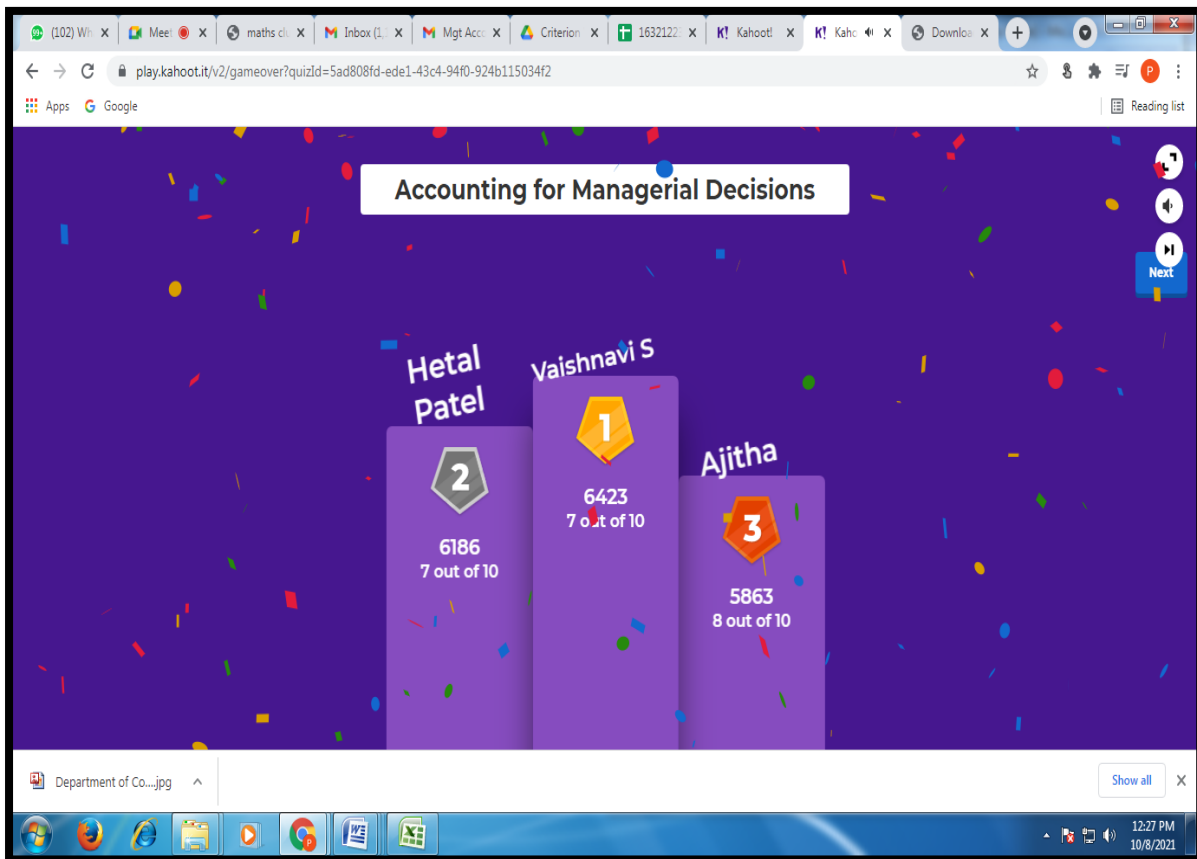 (102) Wh
Meet
maths clu
Inbox (1,
Mgt Acco
Criterion
1632122
K! Kahoot!
K! Kaho
Downloa
play.kahoot.it/v2/gameover?quizId=5ad808fd-ede1-43c4-94f0-924b115034f2
P
Apps
G Google
Reading list
Accounting for Managerial Decisions
Next
Hetal
Patel
2
6186
7 out of 10
Vaishnavi S
1
6423
7 out of 10
Ajitha
3
5863
8 out of 10
Department of Co....jpg
Show all
12:27 PM
10/8/2021